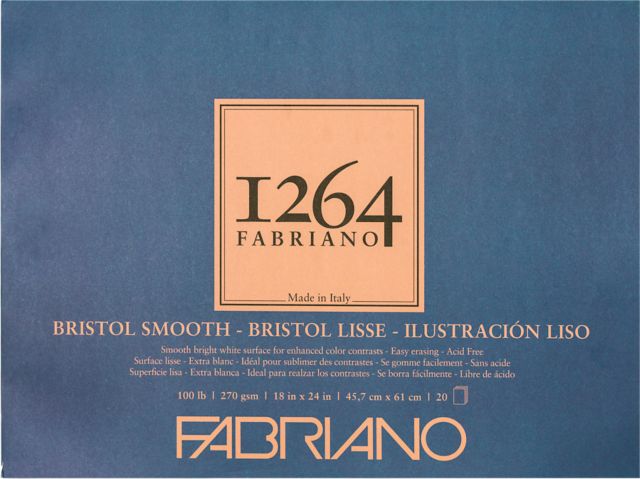 1264
FABRIANO
Made in Italy
BRISTOL SMOOTH - BRISTOL LISSE - ILUSTRACIÓN LISO
Smooth bright white surface for enhanced color contrasts - Easy erasing - Acid Free
Surface lisse - Extra blanc - Idéal pour sublimer des contrastes - Se gomme facilement - Sans acide
Superficie lisa - Extra blanca - Ideal para realzar los contrastes - Se borra fácilmente - Libre de ácido
100 lb | 270 gsm | 18 in x 24 in | 45,7 cm x 61 cm | 20
FABRIANO